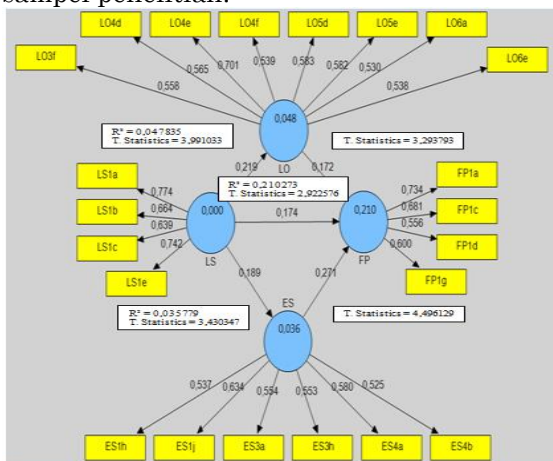 sampel penelitian.
LO4d LO4e LO4f LO5d LO5e LO6a
LO3f LO6e
0,565 0,701 0,539 0,583 0,582 0,530
0,558 0,538
0,048
LO
R² = 0,047835
T. Statistics = 3,991033
T. Statistics = 3,293793
0,219 0,172
R² = 0,210273
T. Statistics = 2,922576
LS1a 0,774
LS1b 0,664
LS1c 0,639
LS1e 0,742
0,000
LS
0,174
0,210
FP
0,734 FP1a
0,681 FP1c
0,556 FP1d
0,600 FP1g
0,189 0,271
R² = 0,035779
T. Statistics = 3,430347
T. Statistics = 4,496129
ES
0,036
0,537 0,634 0,554 0,553 0,580 0,525
ES1h ES1j ES3a ES3h ES4a ES4b